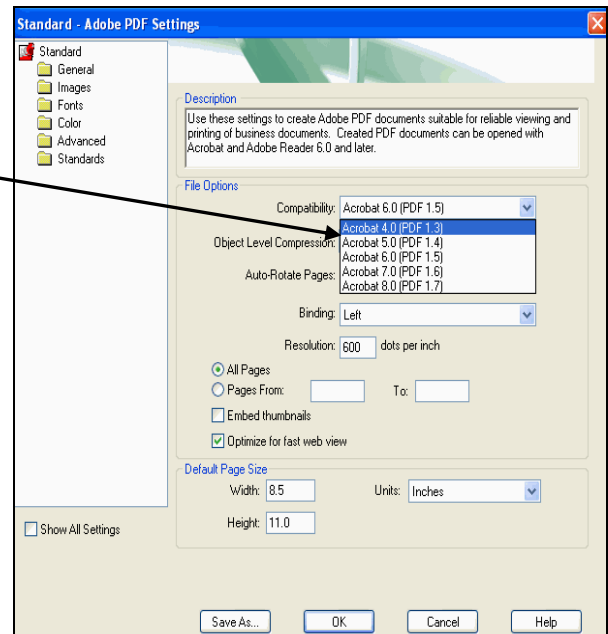 Standard - Adobe PDF Settings
Standard
General
Images
Fonts
Color
Advanced
Standards
Show All Settings
Description
Use these settings to create Adobe PDF documents suitable for reliable viewing and
printing of business documents. Created PDF documents can be opened with
Acrobat and Adobe Reader 6.0 and later.
File Options
Compatibility: Acrobat 6.0 (PDF 1.5)
Acrobat 4.0 (PDF 1.3)
Object Level Compression: Acrobat 5.0 (PDF 1.4)
Acrobat 6.0 (PDF 1.5)
Auto-Rotate Pages: Acrobat 7.0 (PDF 1.6)
Acrobat 8.0 (PDF 1.7)
Binding: Left
Resolution: 600 dots per inch
All Pages
Pages From: To:
Embed thumbnails
Optimize for fast web view
Default Page Size
Width: 8.5 Units: Inches
Height: 11.0
Save As... OK Cancel Help